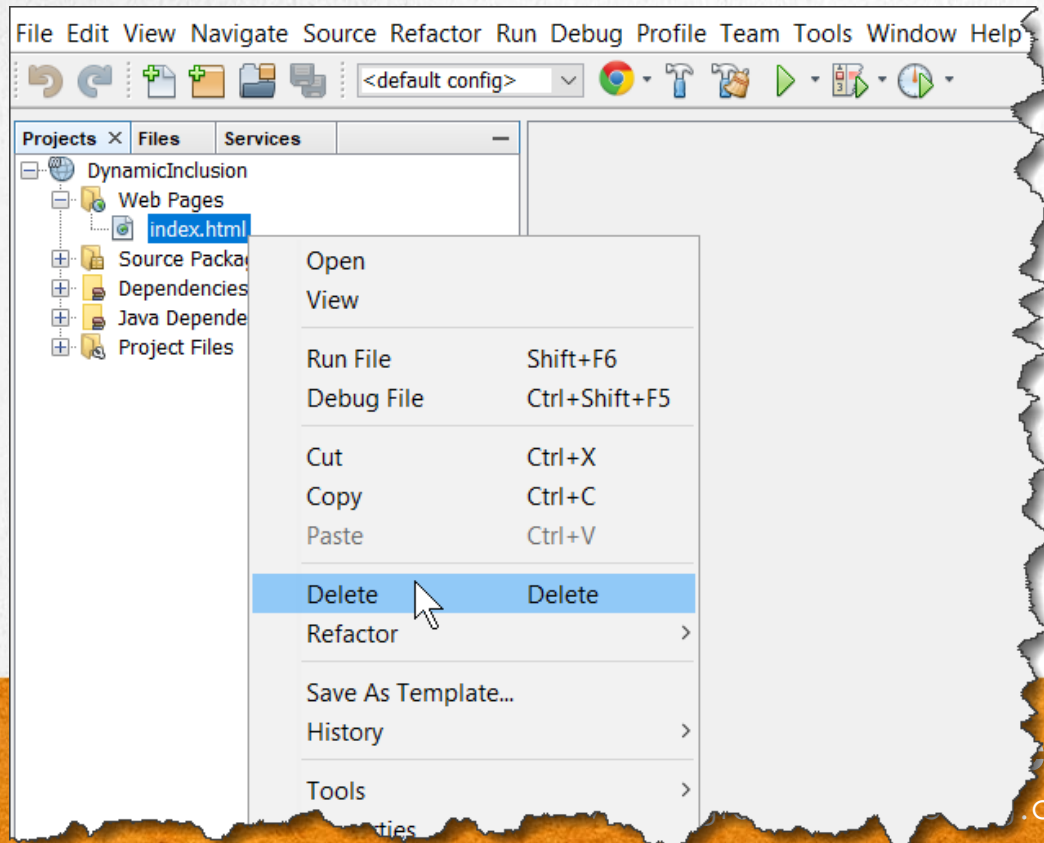 File Edit View Navigate Source Refactor Run Debug Profile Team Tools Window Help
<default config>
Projects Files Services
DynamicInclusion
Web Pages
index.html
Source Packa
Dependencies
Java Depende
Project Files
Open
View
Run File Shift+F6
Debug File Ctrl+Shift+F5
Cut Ctrl+X
Copy Ctrl+C
Paste Ctrl+V
Delete Delete
Refactor
Save As Template...
History
Tools